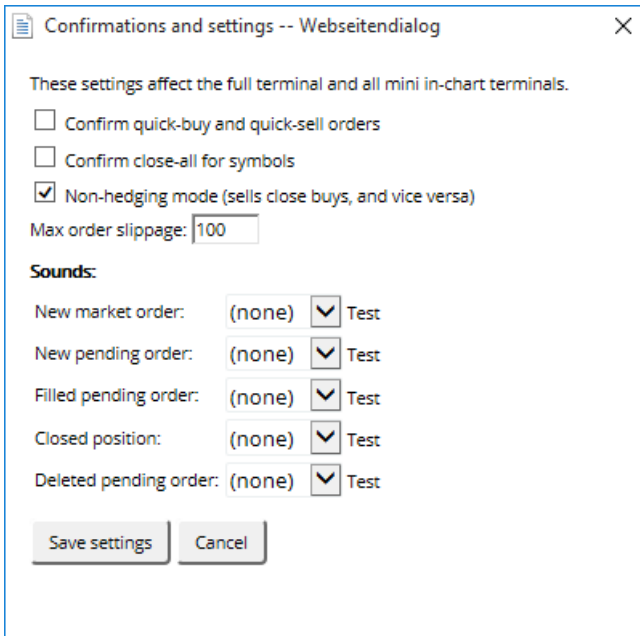 Confirmations and settings -- Webseitendialog
These settings affect the full terminal and all mini in-chart terminals.
Confirm quick-buy and quick-sell orders
Confirm close-all for symbols
Non-hedging mode (sells close buys, and vice versa)
Max order slippage: 100
Sounds:
New market order: (none) Test
New pending order: (none) Test
Filled pending order: (none) Test
Closed position: (none) Test
Deleted pending order: (none) Test
Save settings Cancel